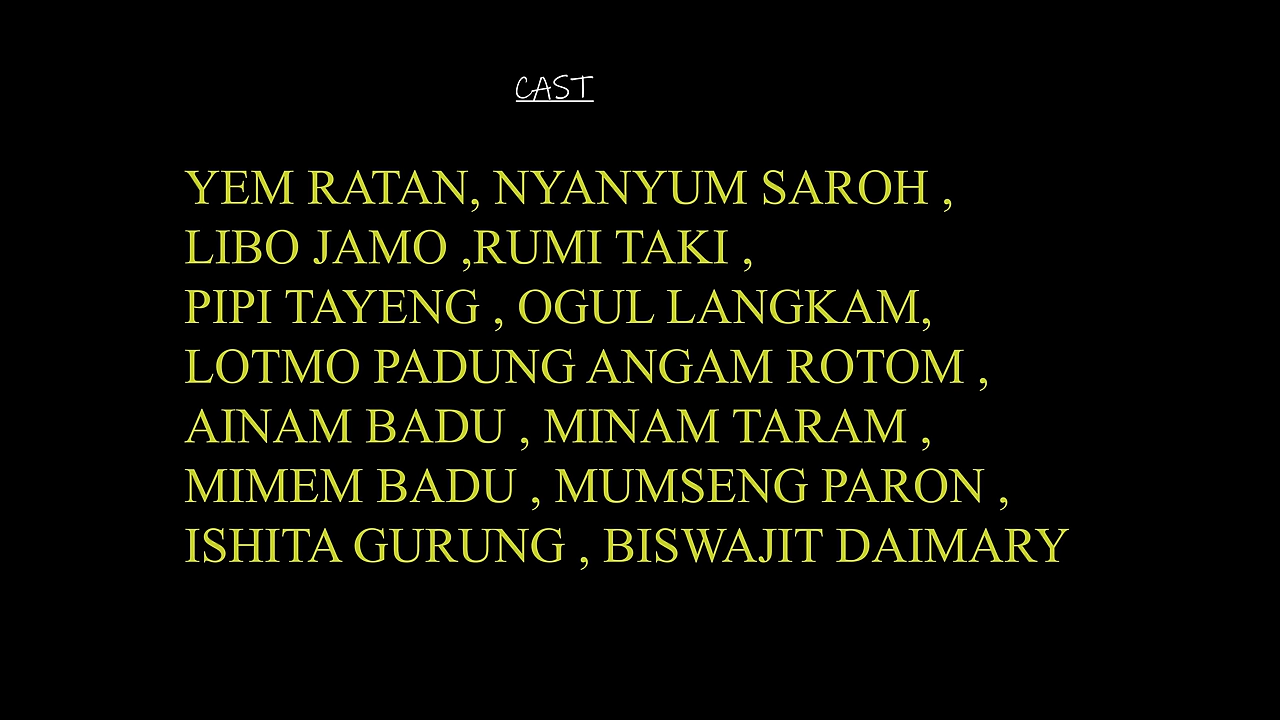 CAST
YEM RATAN, NYANYUM SAROH ,
LIBO JAMO ,RUMI TAKI ,
PIPI TAYENG , OGUL LANGKAM,
LOTMO PADUNG ANGAM ROTOM ,
AINAM BADU , MINAM TARAM ,
MIMEM BADU , MUMSENG PARON ,
ISHITA GURUNG , BISWAJIT DAIMARY